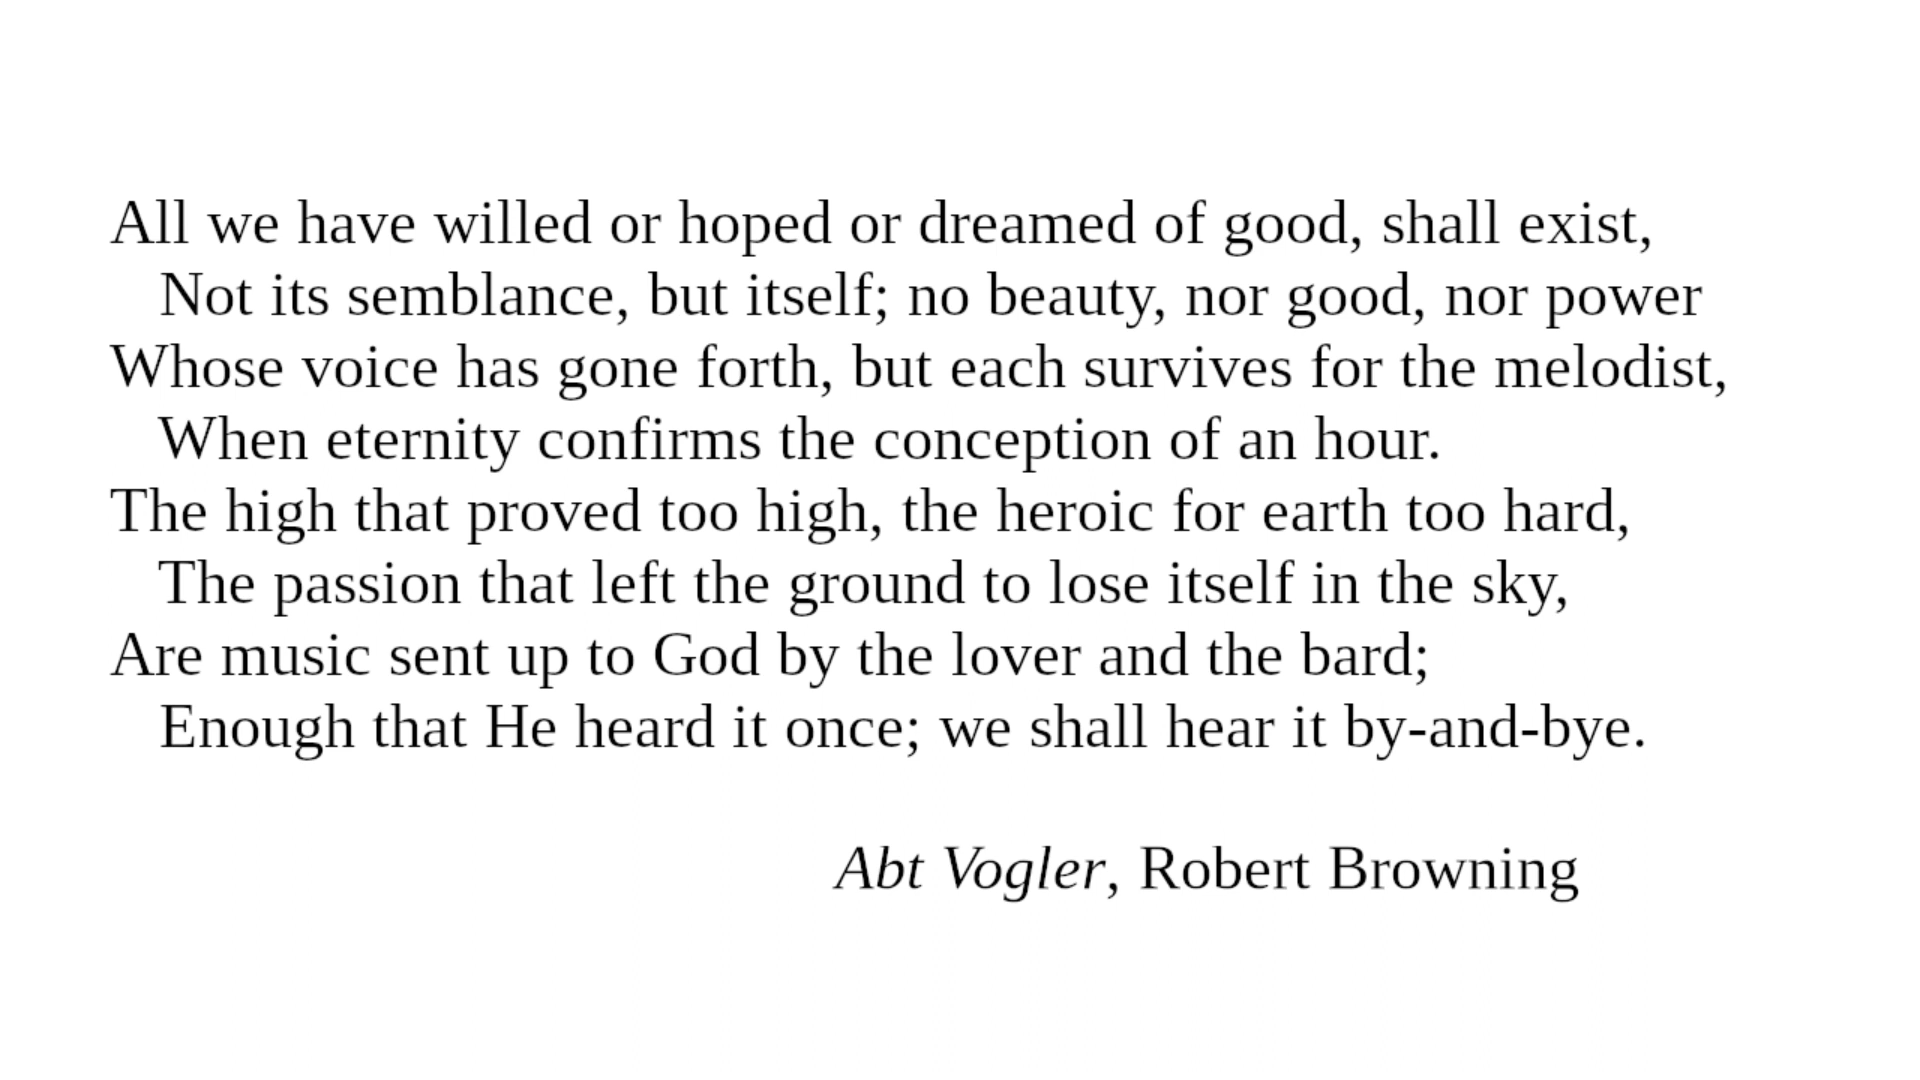 All we have willed or hoped or dreamed of good, shall exist,
Not its semblance, but itself; no beauty, nor good, nor power
Whose voice has gone forth, but each survives for the melodist,
When eternity confirms the conception of an hour.
The high that proved too high, the heroic for earth too hard,
The passion that left the ground to lose itself in the sky,
Are music sent up to God by the lover and the bard;
Enough that He heard it once; we shall hear it by-and-bye.
Abt Vogler, Robert Browning